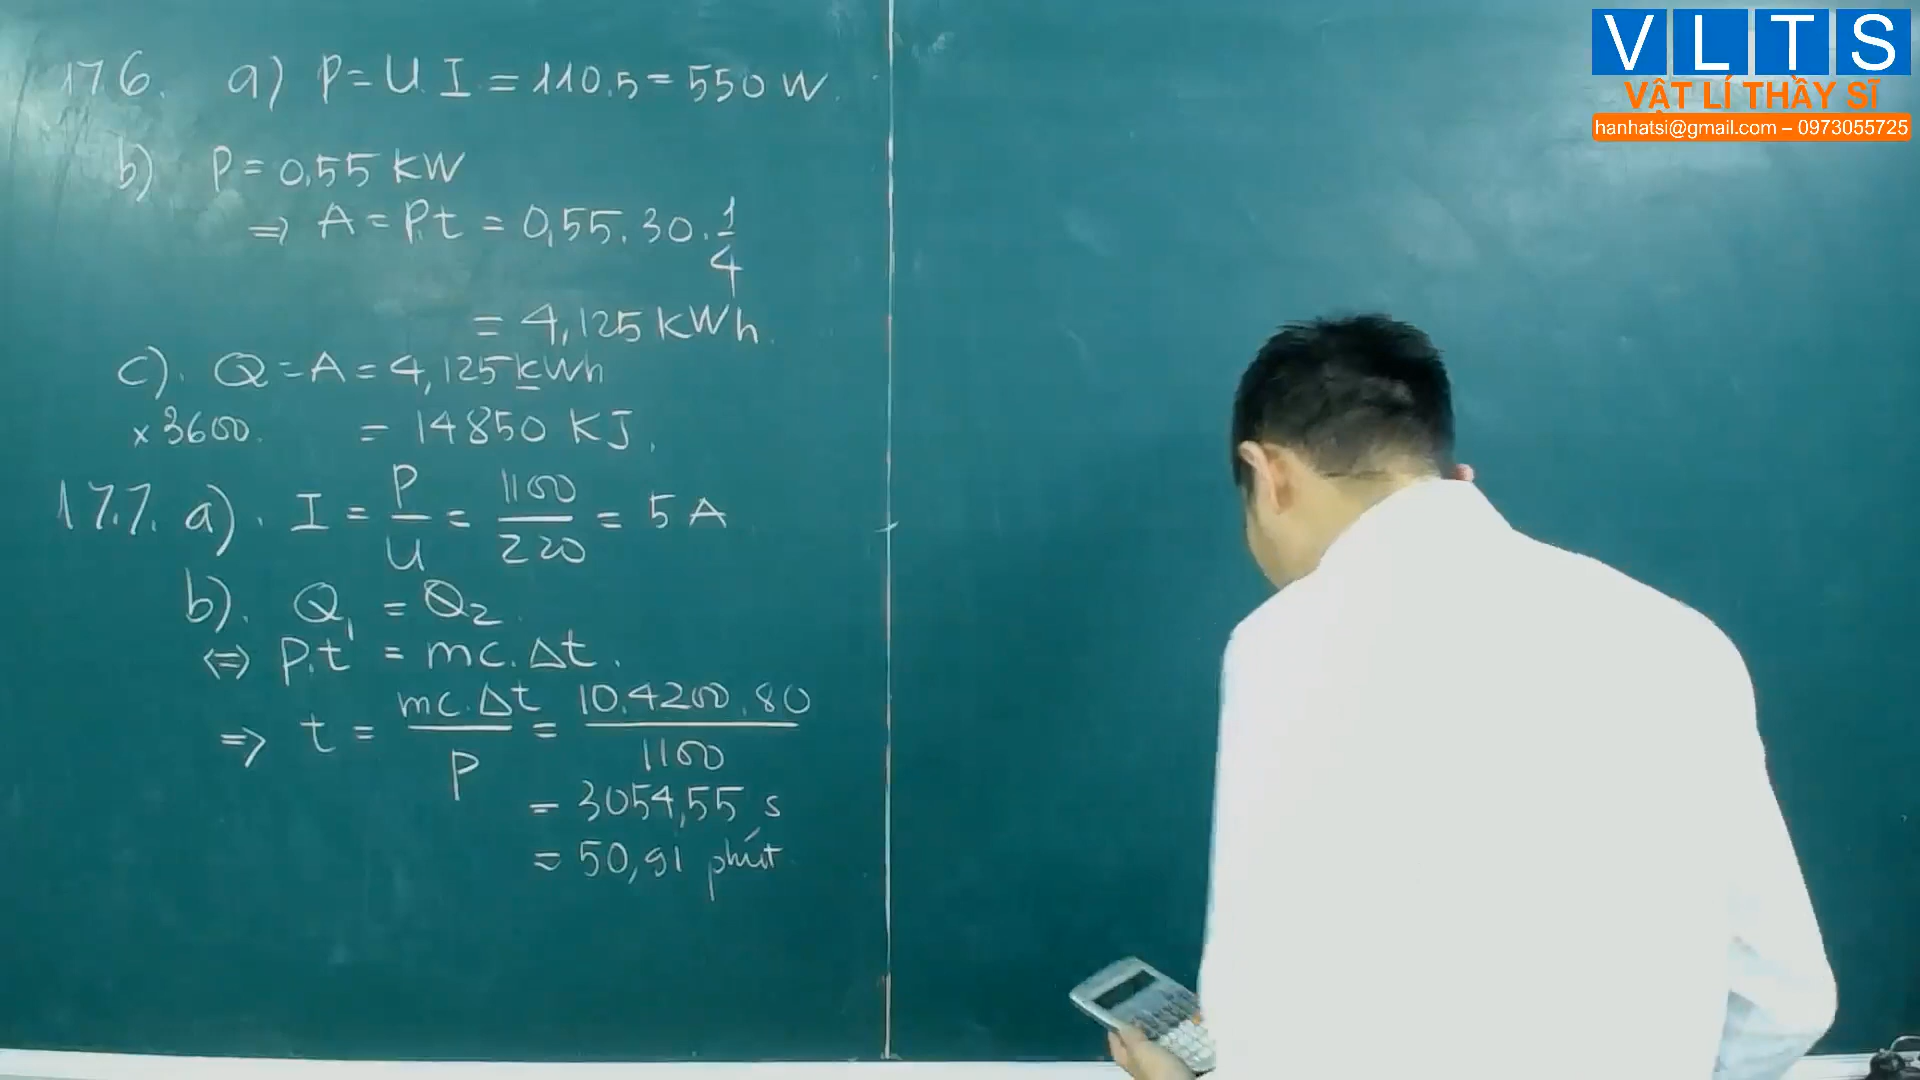 17.6. a) P = U.I = 110.5 = 550 W.
b) P = 0,55 KW
=> A = P.t = 0,55.30.1/4
= 4,125 KWh.
c). Q = A = 4,125 kWh
x 3600. = 14850 KJ.
17.7. a). I = P/U = 1100/220 = 5 A
b). Q1 = Q2.
<=> P.t = mc.Δt.
=> t = mc.Δt/P = 10.4200.80/1100
= 3054,55 s
= 50,91 phút
VLTS
VẬT LÍ THẦY SĨ
hanhatsi@gmail.com – 0973055725